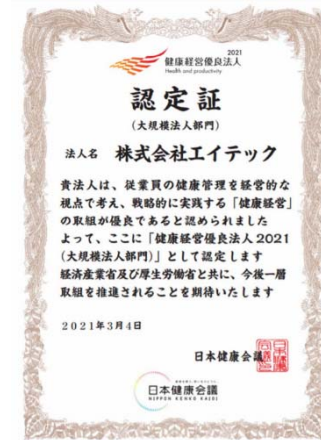 2021
健康経営優良法人
Health and productivity
認定証
(大規模法人部門)
法人名 株式会社エイテック
貴法人は、従業員の健康管理を経営的な
視点で考え、戦略的に実践する「健康経営」
の取組が優良であると認められました
よって、ここに「健康経営優良法人2021
(大規模法人部門)」として認定します
経済産業省及び厚生労働省と共に、今後一層
取組を推進されることを期待いたします
2021年3月4日
日本健康会議
日本健康会議
NIPPON KENKO KAIGI